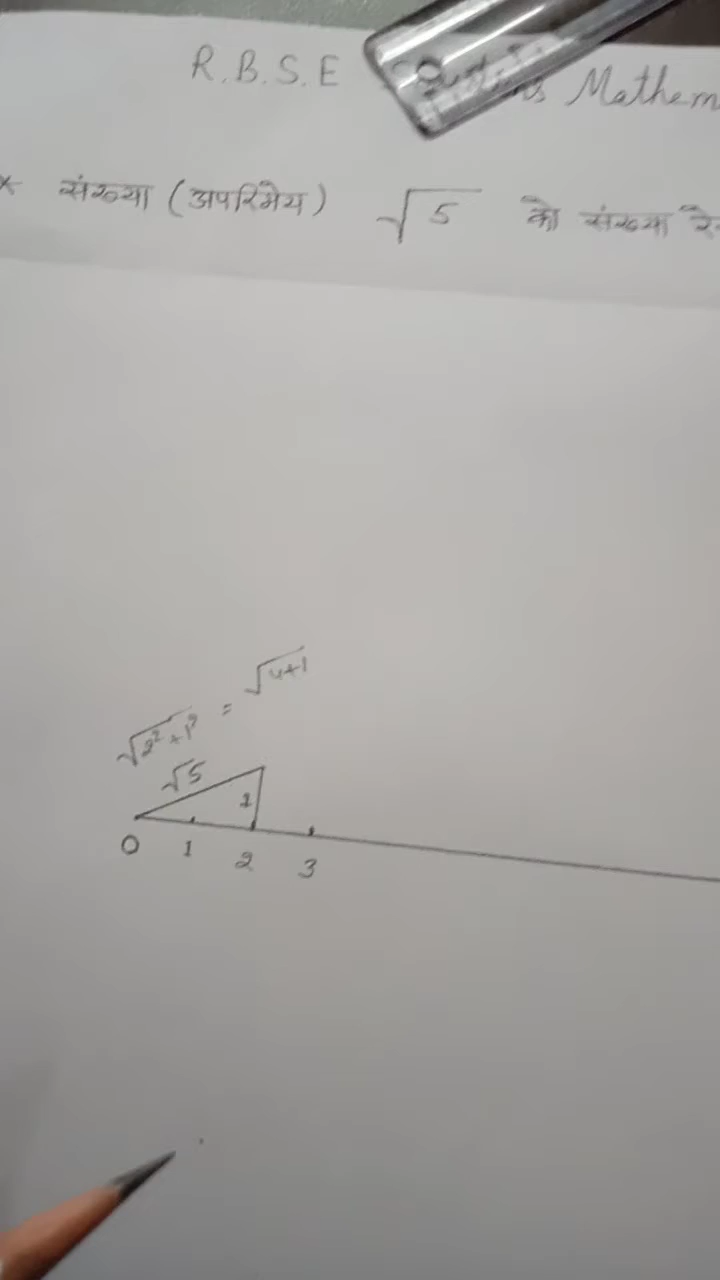 R.B.S.E Mathem
× संख्या (अपरिमेय) √5 को संख्या रे
√2²+1² = √4+1
√5
1
0 1 2 3